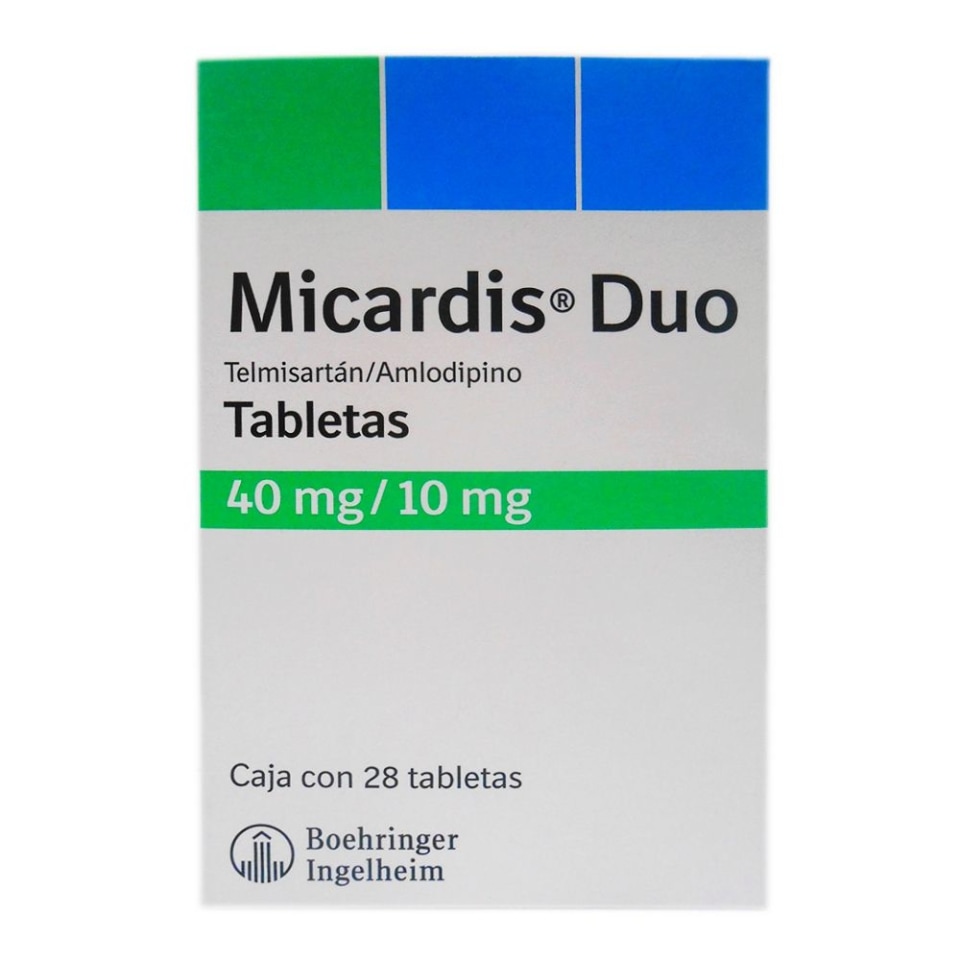 Micardis® Duo
Telmisartán/Amlodipino
Tabletas
40 mg / 10 mg
Caja con 28 tabletas
Boehringer
Ingelheim